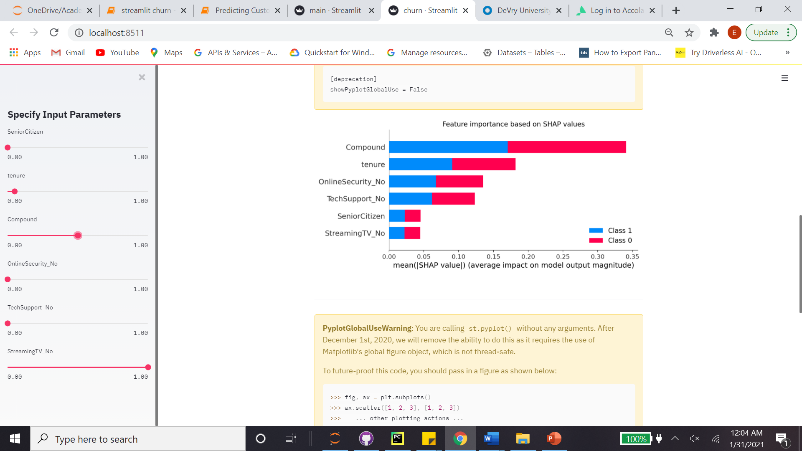 OneDrive/Acade
streamlit churn
Predicting Custo
main · Streamlit
churn · Streamlit
DeVry University
Log in to Accele
localhost:8511
E
Update
Apps
Gmail
YouTube
Maps
APIs & Services – A...
Quickstart for Wind...
Manage resources...
Datasets – Tables –...
How to Export Pan...
Try Driverless AI - O...
»
[deprecation]
showPyplotGlobalUse = False
Specify Input Parameters
SeniorCitizen
0.00 1.00
tenure
0.00 1.00
Compound
0.00 1.00
OnlineSecurity_No
0.00 1.00
TechSupport_No
0.00 1.00
StreamingTV_No
0.00 1.00
Feature importance based on SHAP values
Compound
tenure
OnlineSecurity_No
TechSupport_No
SeniorCitizen
StreamingTV_No
Class 1
Class 0
0.00 0.05 0.10 0.15 0.20 0.25 0.30 0.35
mean(|SHAP value|) (average impact on model output magnitude)
PyplotGlobalUseWarning: You are calling st.pyplot() without any arguments. After
December 1st, 2020, we will remove the ability to do this as it requires the use of
Matplotlib's global figure object, which is not thread-safe.
To future-proof this code, you should pass in a figure as shown below:
>>> fig, ax = plt.subplots()
>>> ax.scatter([1, 2, 3], [1, 2, 3])
>>> ... other plotting actions ...
Type here to search
100%
12:04 AM
1/31/2021